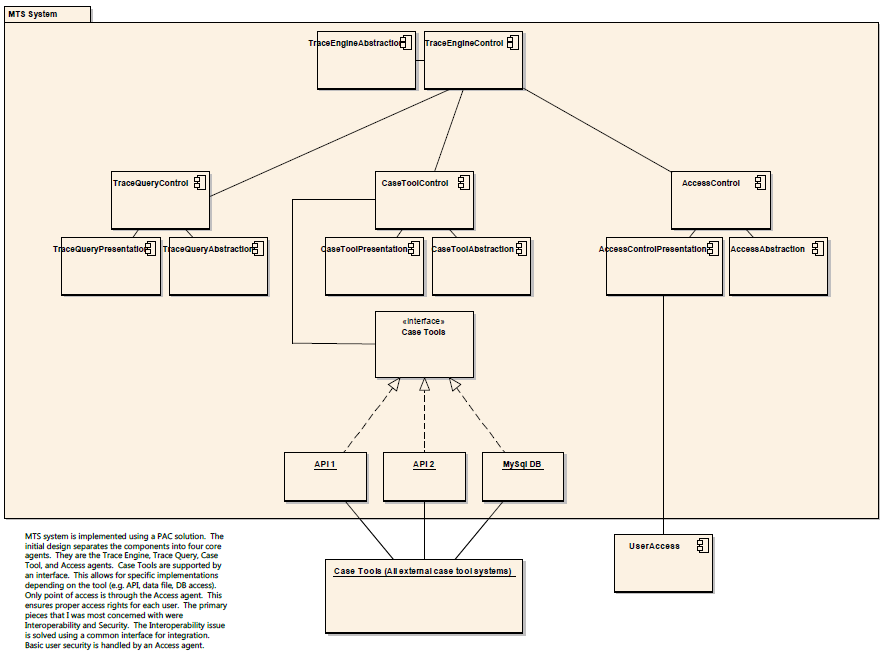 MTS System
TraceEngineAbstraction
TraceEngineControl
TraceQueryControl
CaseToolControl
AccessControl
TraceQueryPresentation
TraceQueryAbstraction
CaseToolPresentation
CaseToolAbstraction
AccessControlPresentation
AccessAbstraction
«interface»
Case Tools
API 1
API 2
MySql DB
MTS system is implemented using a PAC solution. The
initial design separates the components into four core
agents. They are the Trace Engine, Trace Query, Case
Tool, and Access agents. Case Tools are supported by
an interface. This allows for specific implementations
depending on the tool (e.g. API, data file, DB access).
Only point of access is through the Access agent. This
ensures proper access rights for each user. The primary
pieces that I was most concerned with were
Interoperability and Security. The Interoperability issue
is solved using a common interface for integration.
Basic user security is handled by an Access agent.
Case Tools (All external case tool systems)
UserAccess